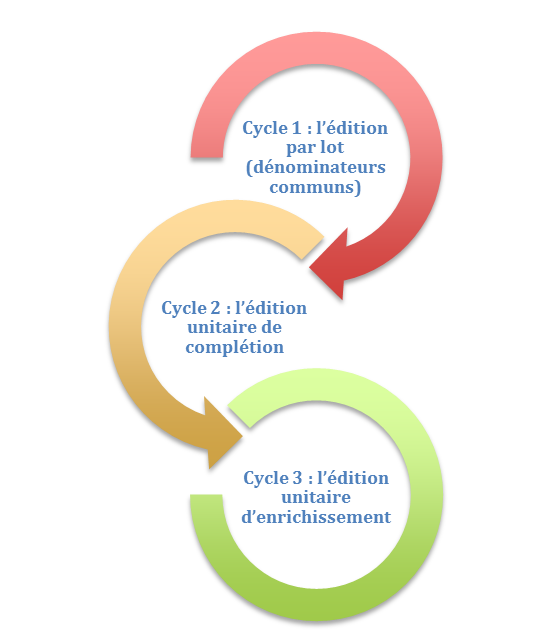 Cycle 1 : l’édition
par lot
(dénominateurs
communs)
Cycle 2 : l’édition
unitaire de
complétion
Cycle 3 : l’édition
unitaire
d’enrichissement